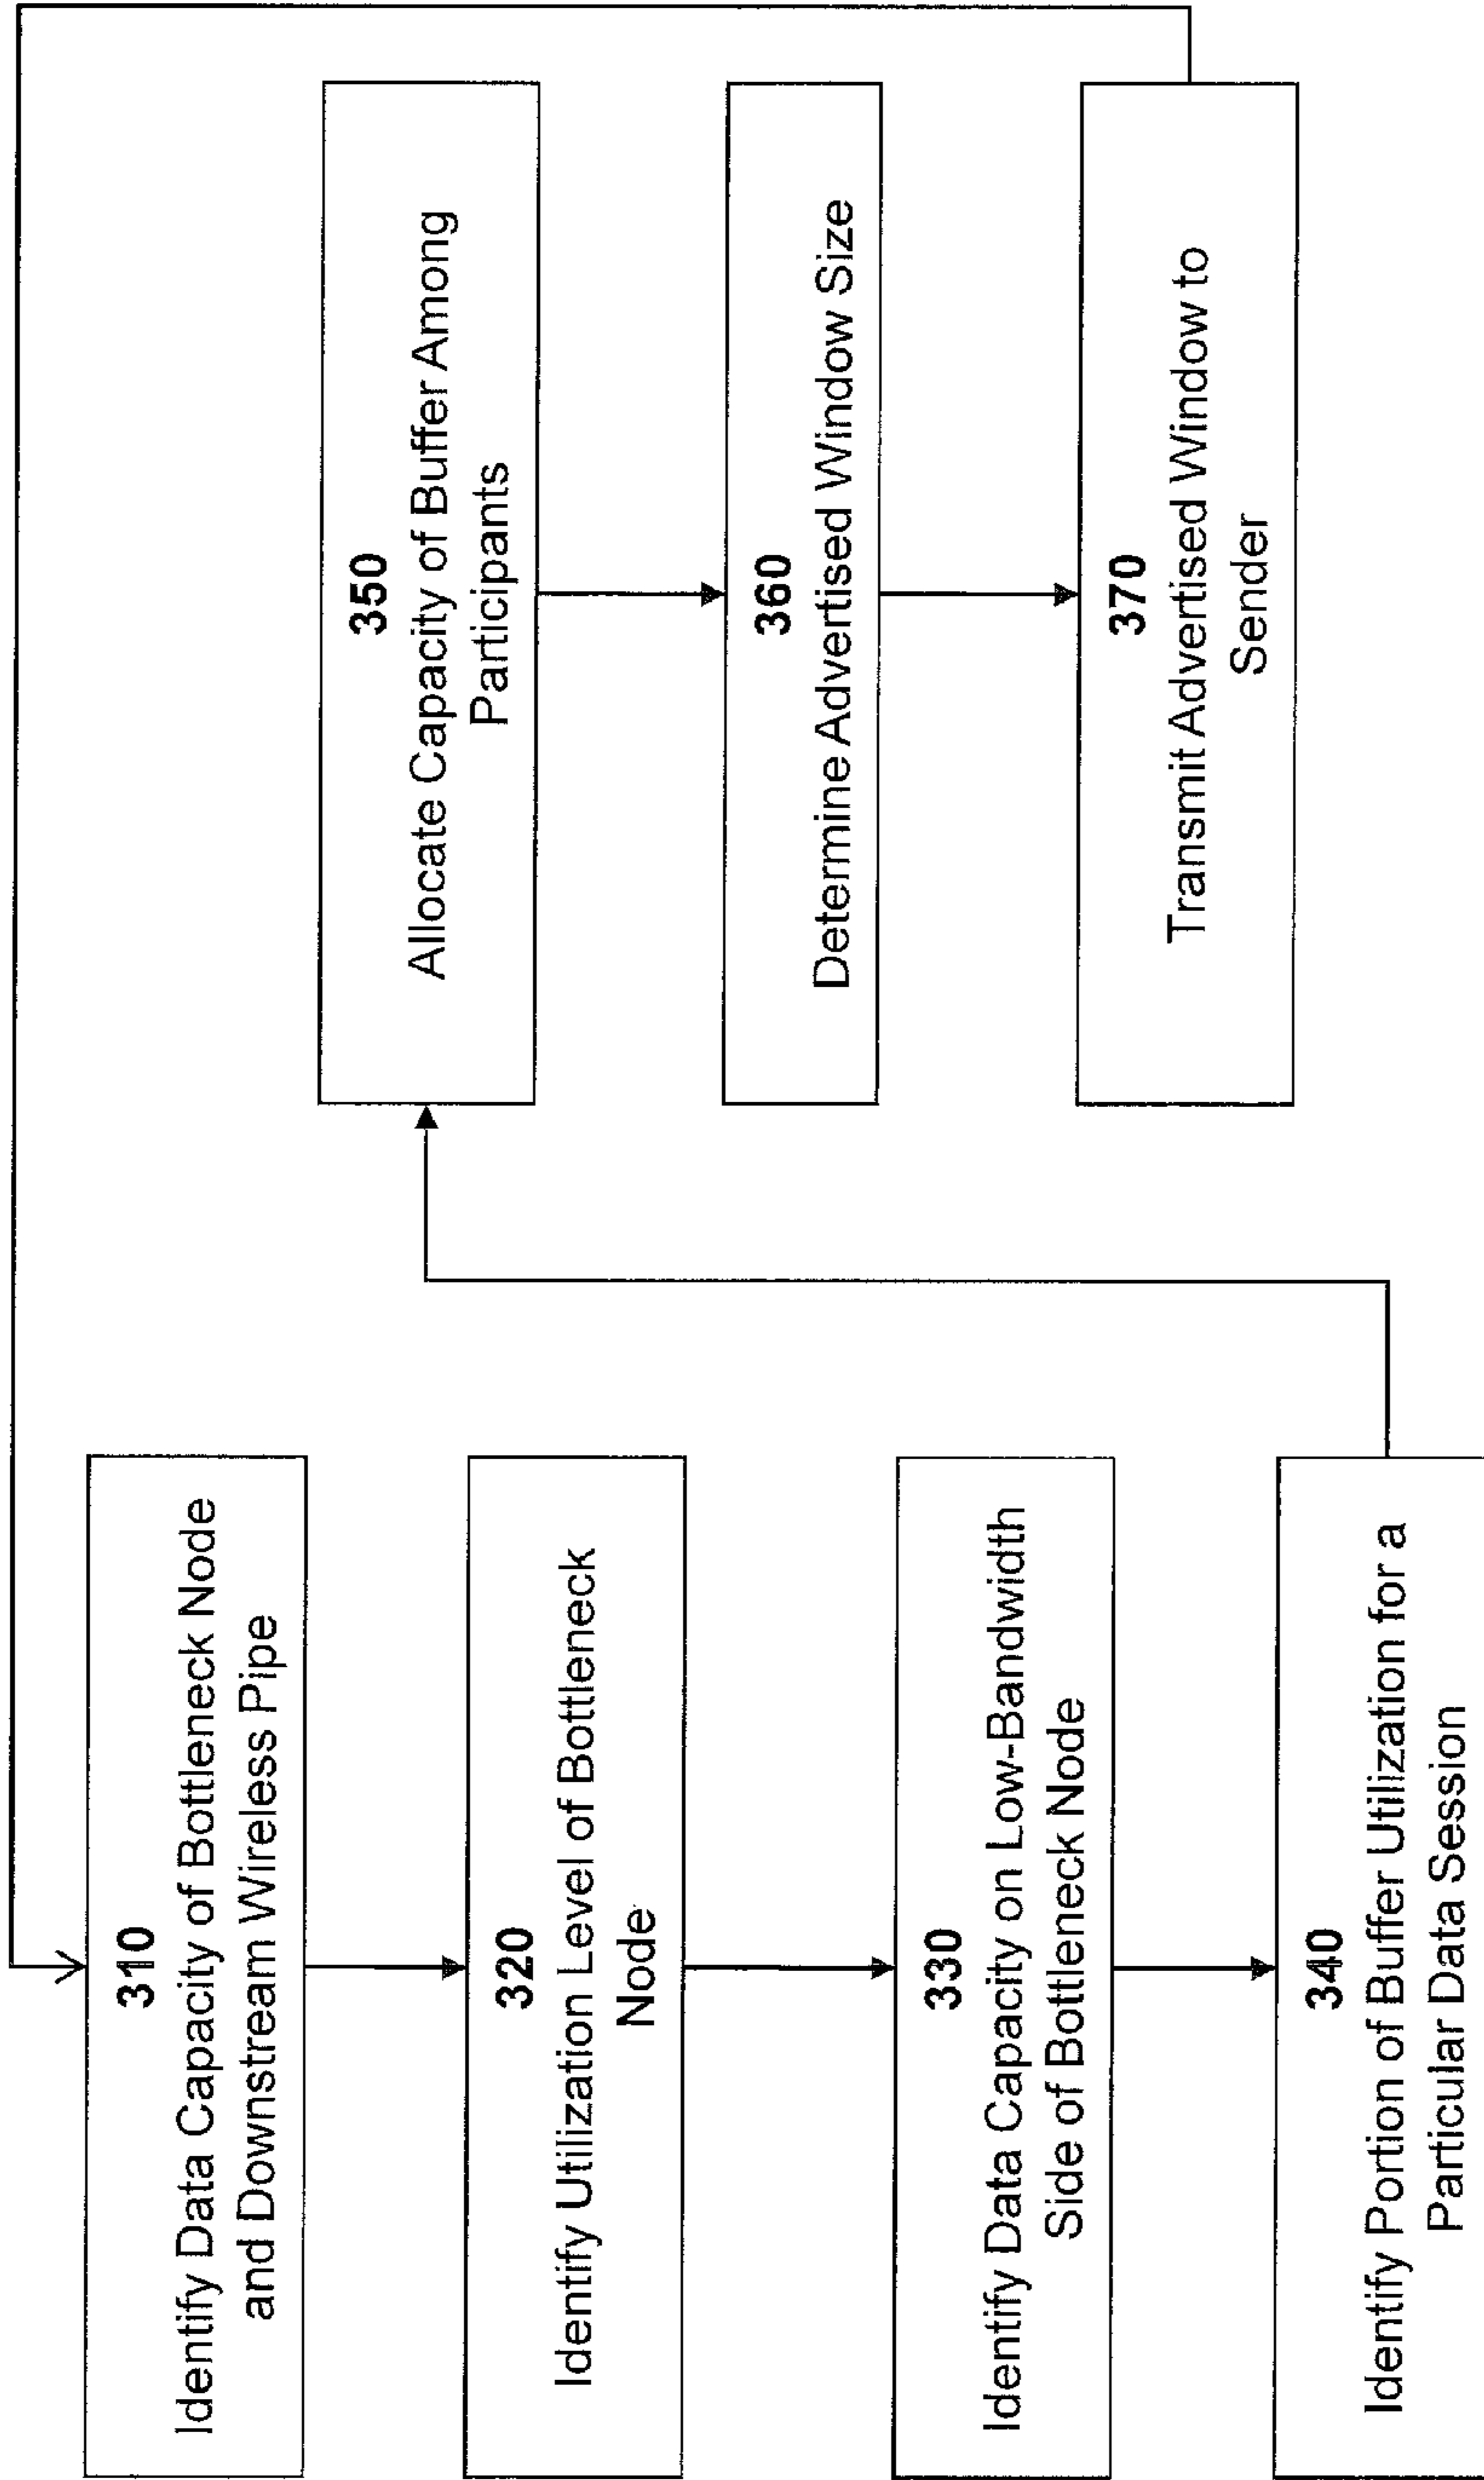 310
Identify Data Capacity of Bottleneck Node
and Downstream Wireless Pipe
320
Identify Utilization Level of Bottleneck
Node
330
Identify Data Capacity on Low-Bandwidth
Side of Bottleneck Node
340
Identify Portion of Buffer Utilization for a
Particular Data Session
350
Allocate Capacity of Buffer Among
Participants
360
Determine Advertised Window Size
370
Transmit Advertised Window to
Sender